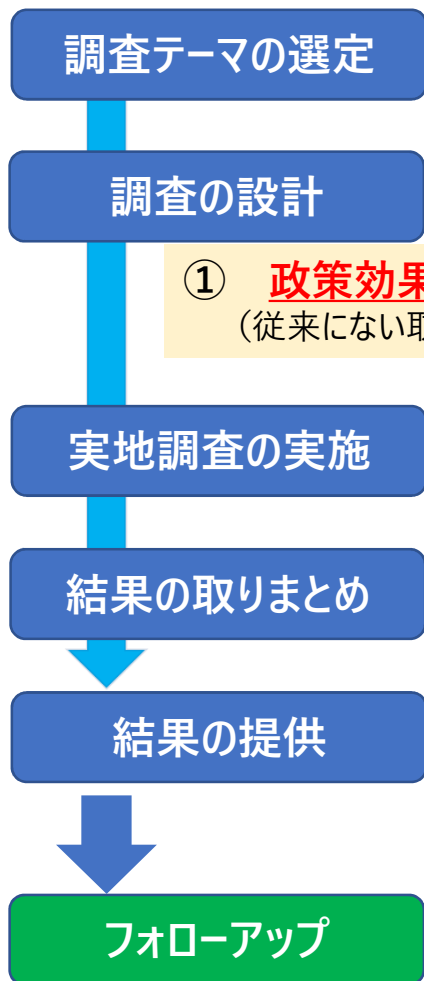 調査テーマの選定
調査の設計
① 政策効果
（従来にない取
実地調査の実施
結果の取りまとめ
結果の提供
フォローアップ